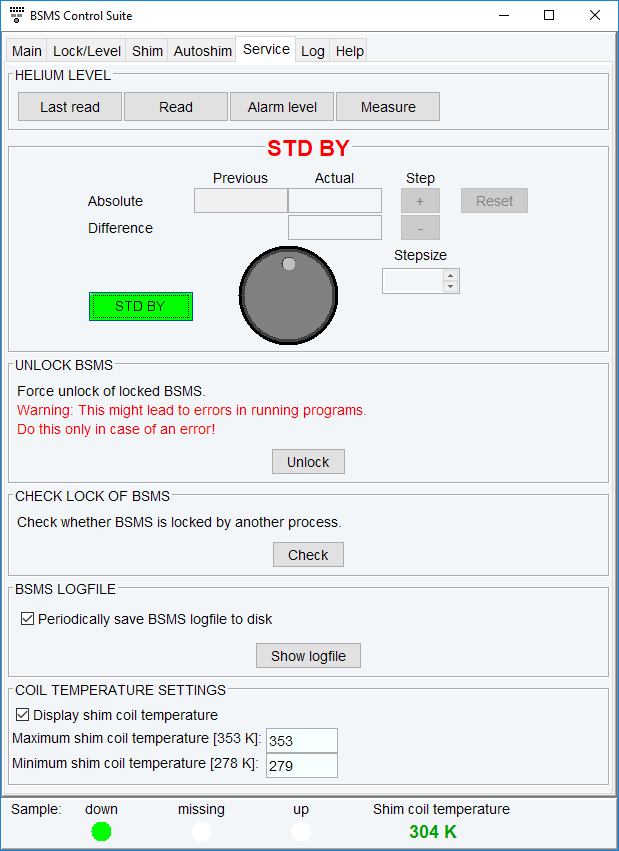 BSMS Control Suite
Main Lock/Level Shim Autoshim Service Log Help
HELIUM LEVEL
Last read Read Alarm level Measure
STD BY
Previous Actual Step
Absolute + Reset
Difference -
Stepsize
STD BY
UNLOCK BSMS
Force unlock of locked BSMS.
Warning: This might lead to errors in running programs.
Do this only in case of an error!
Unlock
CHECK LOCK OF BSMS
Check whether BSMS is locked by another process.
Check
BSMS LOGFILE
Periodically save BSMS logfile to disk
Show logfile
COIL TEMPERATURE SETTINGS
Display shim coil temperature
Maximum shim coil temperature [353 K]: 353
Minimum shim coil temperature [278 K]: 279
Sample: down missing up Shim coil temperature
304 K